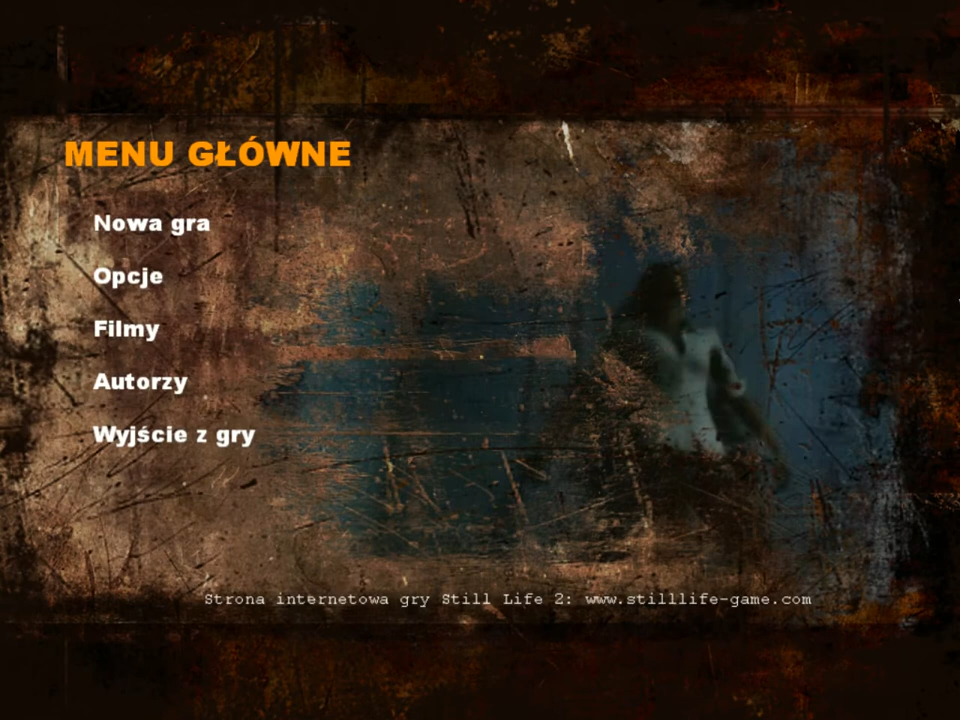 MENU GŁÓWNE
Nowa gra
Opcje
Filmy
Autorzy
Wyjście z gry
Strona internetowa gry Still Life 2: www.stilllife-game.com